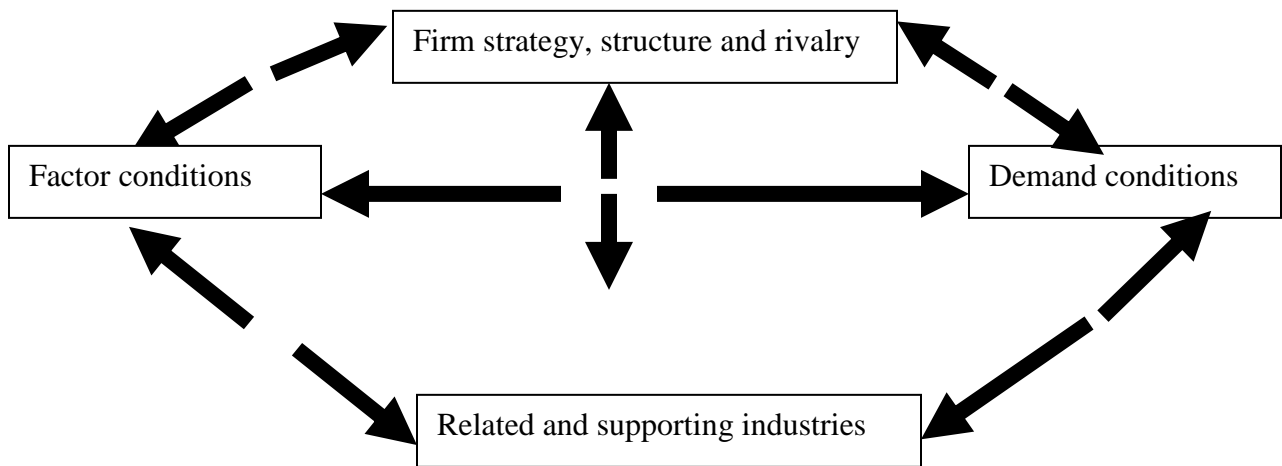 Firm strategy, structure and rivalry
Factor conditions
Demand conditions
Related and supporting industries